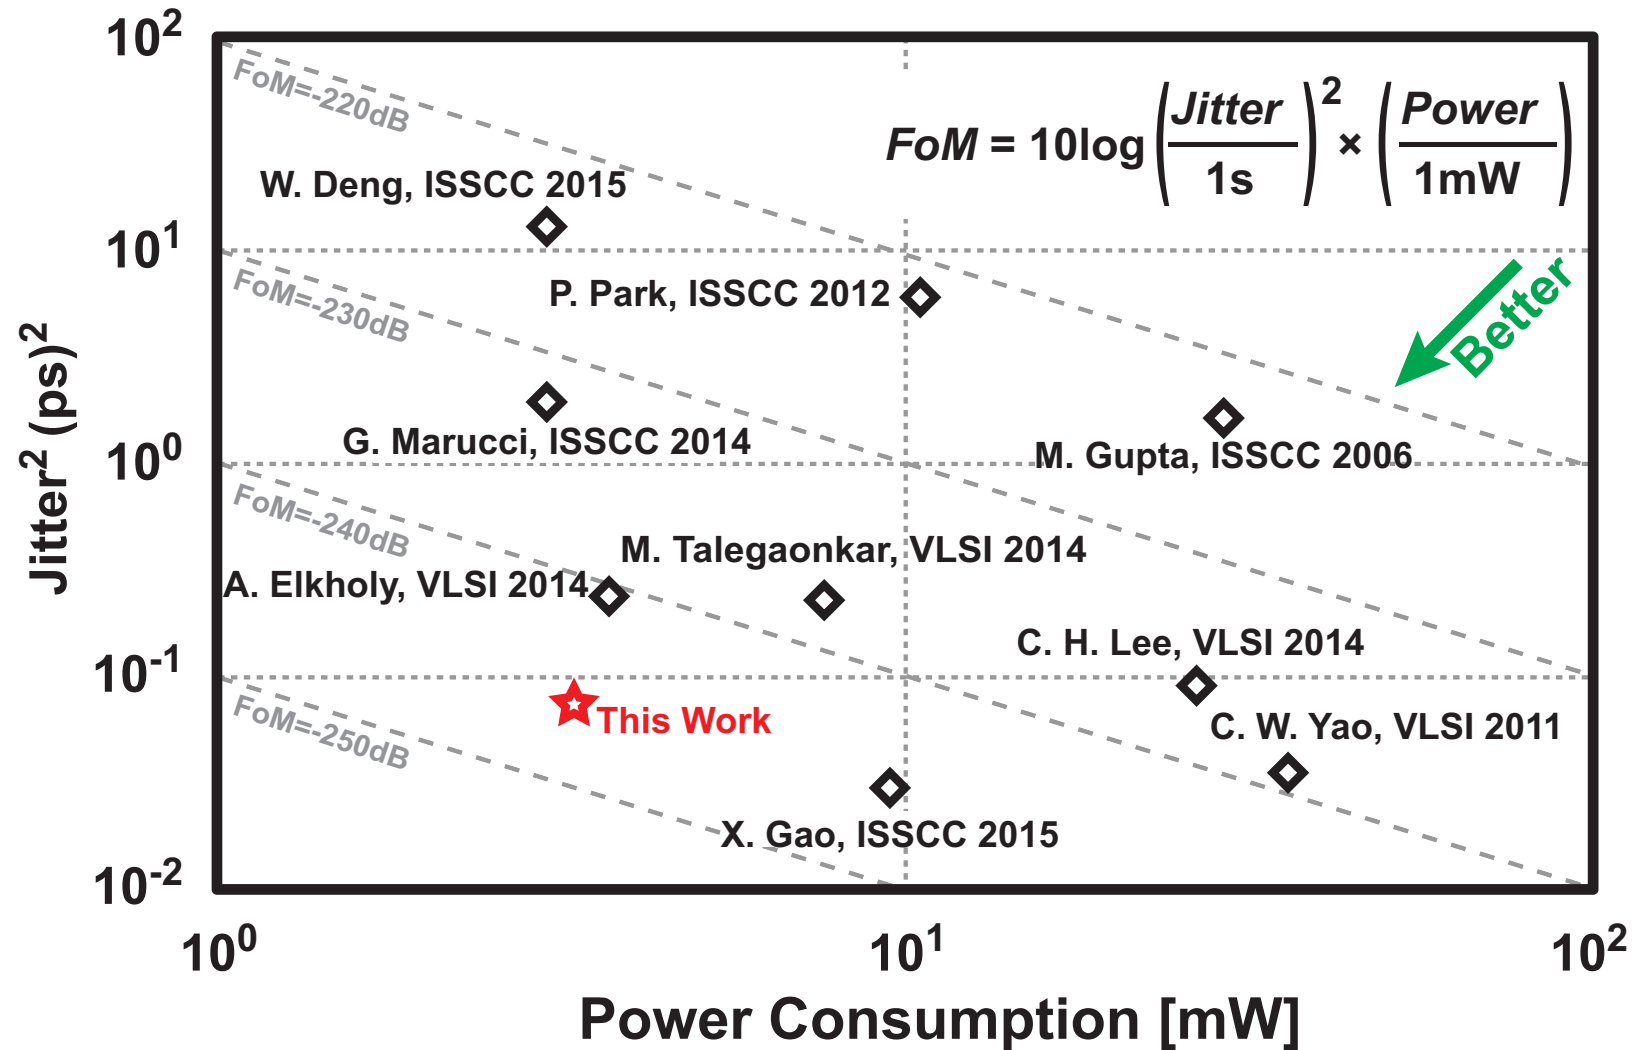 10²
FoM=-220dB
FoM = 10log (Jitter / 1s)² × (Power / 1mW)
W. Deng, ISSCC 2015
10¹
FoM=-230dB
P. Park, ISSCC 2012
Better
Jitter² (ps)²
G. Marucci, ISSCC 2014
M. Gupta, ISSCC 2006
10⁰
FoM=-240dB
M. Talegaonkar, VLSI 2014
A. Elkholy, VLSI 2014
C. H. Lee, VLSI 2014
10⁻¹
FoM=-250dB
This Work
C. W. Yao, VLSI 2011
X. Gao, ISSCC 2015
10⁻²
10⁰ 10¹ 10²
Power Consumption [mW]